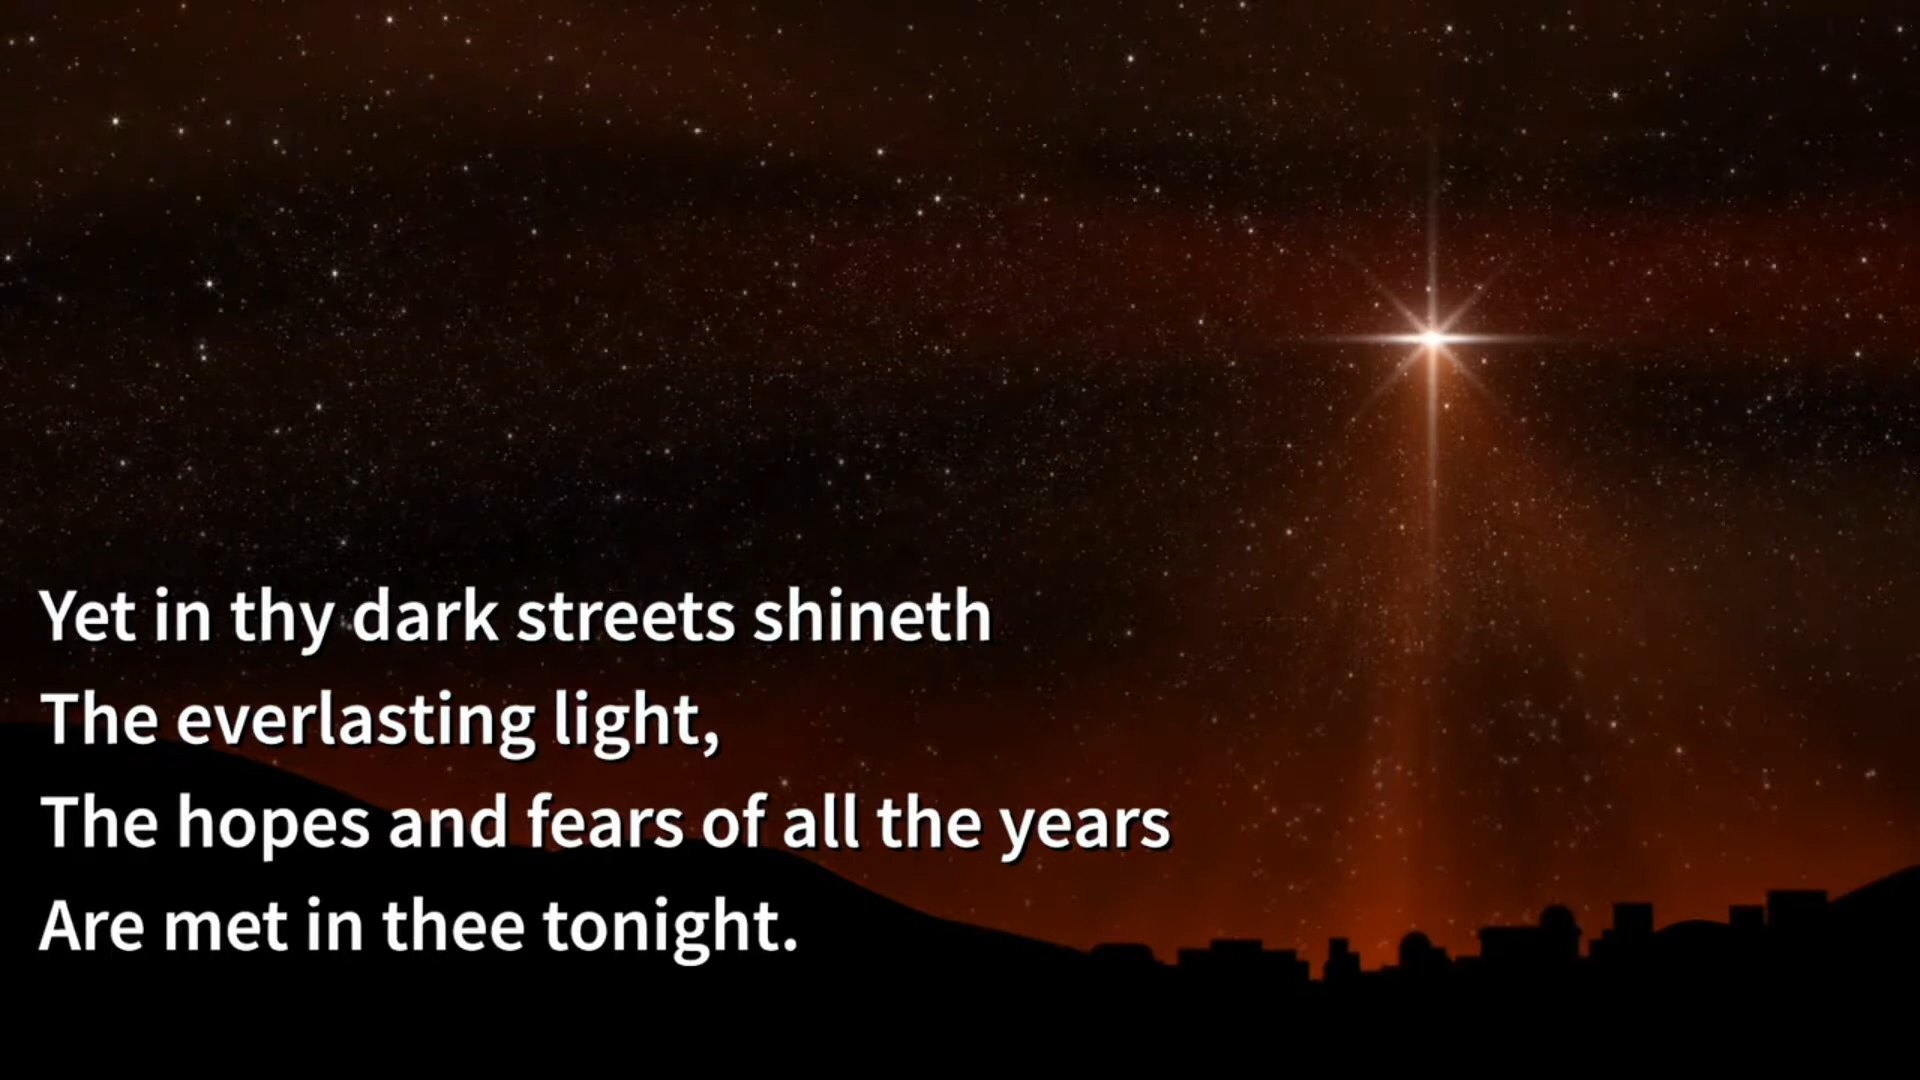 Yet in thy dark streets shineth
The everlasting light,
The hopes and fears of all the years
Are met in thee tonight.